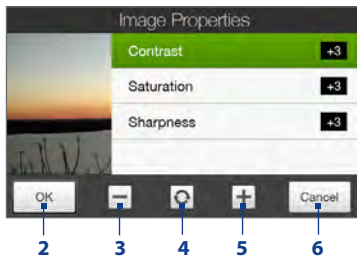 Image Properties
Contrast +3
Saturation +3
Sharpness +3
OK Cancel
2 3 4 5 6